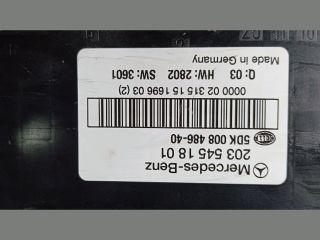 Mercedes-Benz
203 545 18 01
5DK 008 486-40
0000 02 315 15 1696 03 (2)
Q: 03 HW: 2802 SW: 3601
Made in Germany